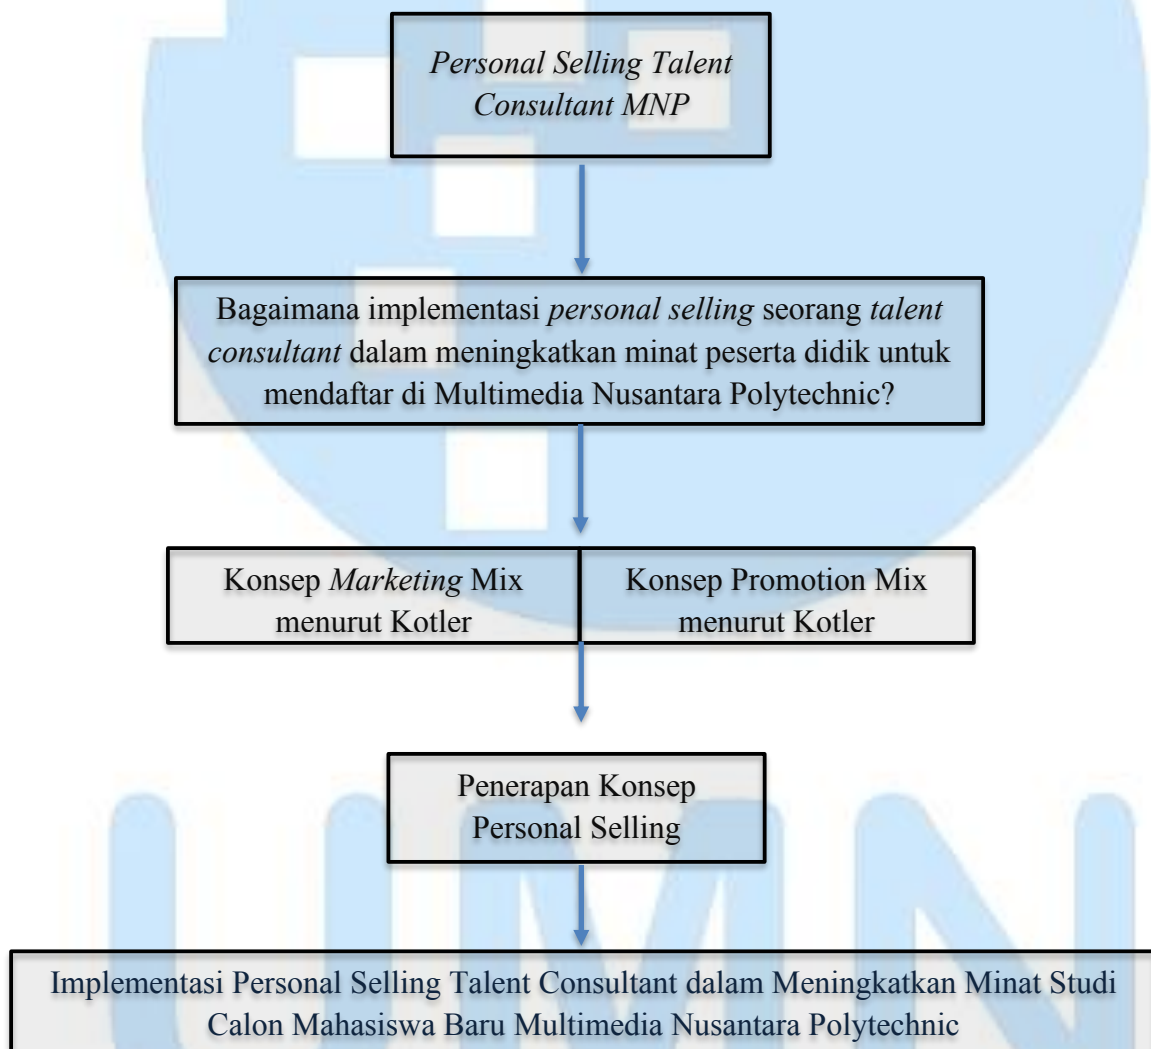 Personal Selling Talent
Consultant MNP
Bagaimana implementasi personal selling seorang talent
consultant dalam meningkatkan minat peserta didik untuk
mendaftar di Multimedia Nusantara Polytechnic?
Konsep Marketing Mix
menurut Kotler
Konsep Promotion Mix
menurut Kotler
Penerapan Konsep
Personal Selling
UMN
Implementasi Personal Selling Talent Consultant dalam Meningkatkan Minat Studi
Calon Mahasiswa Baru Multimedia Nusantara Polytechnic